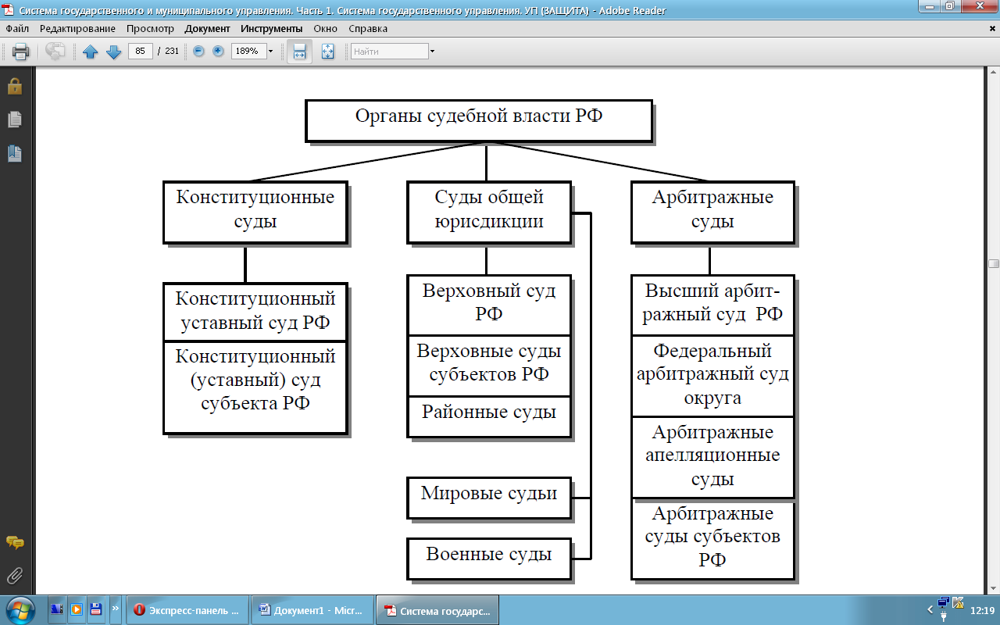 Система государственного и муниципального управления. Часть 1. Система государственного управления. УП (ЗАЩИТА) - Adobe Reader
Файл Редактирование Просмотр Документ Инструменты Окно Справка
85 / 231 189% Найти
Органы судебной власти РФ
Конституционные
суды
Суды общей
юрисдикции
Арбитражные
суды
Конституционный
уставный суд РФ
Конституционный
(уставный) суд
субъекта РФ
Верховный суд
РФ
Верховные суды
субъектов РФ
Районные суды
Мировые судьи
Военные суды
Высший арбит-
ражный суд РФ
Федеральный
арбитражный суд
округа
Арбитражные
апелляционные
суды
Арбитражные
суды субъектов
РФ
Экспресс-панель ... Документ1 - Micr... Система государс... 12:19